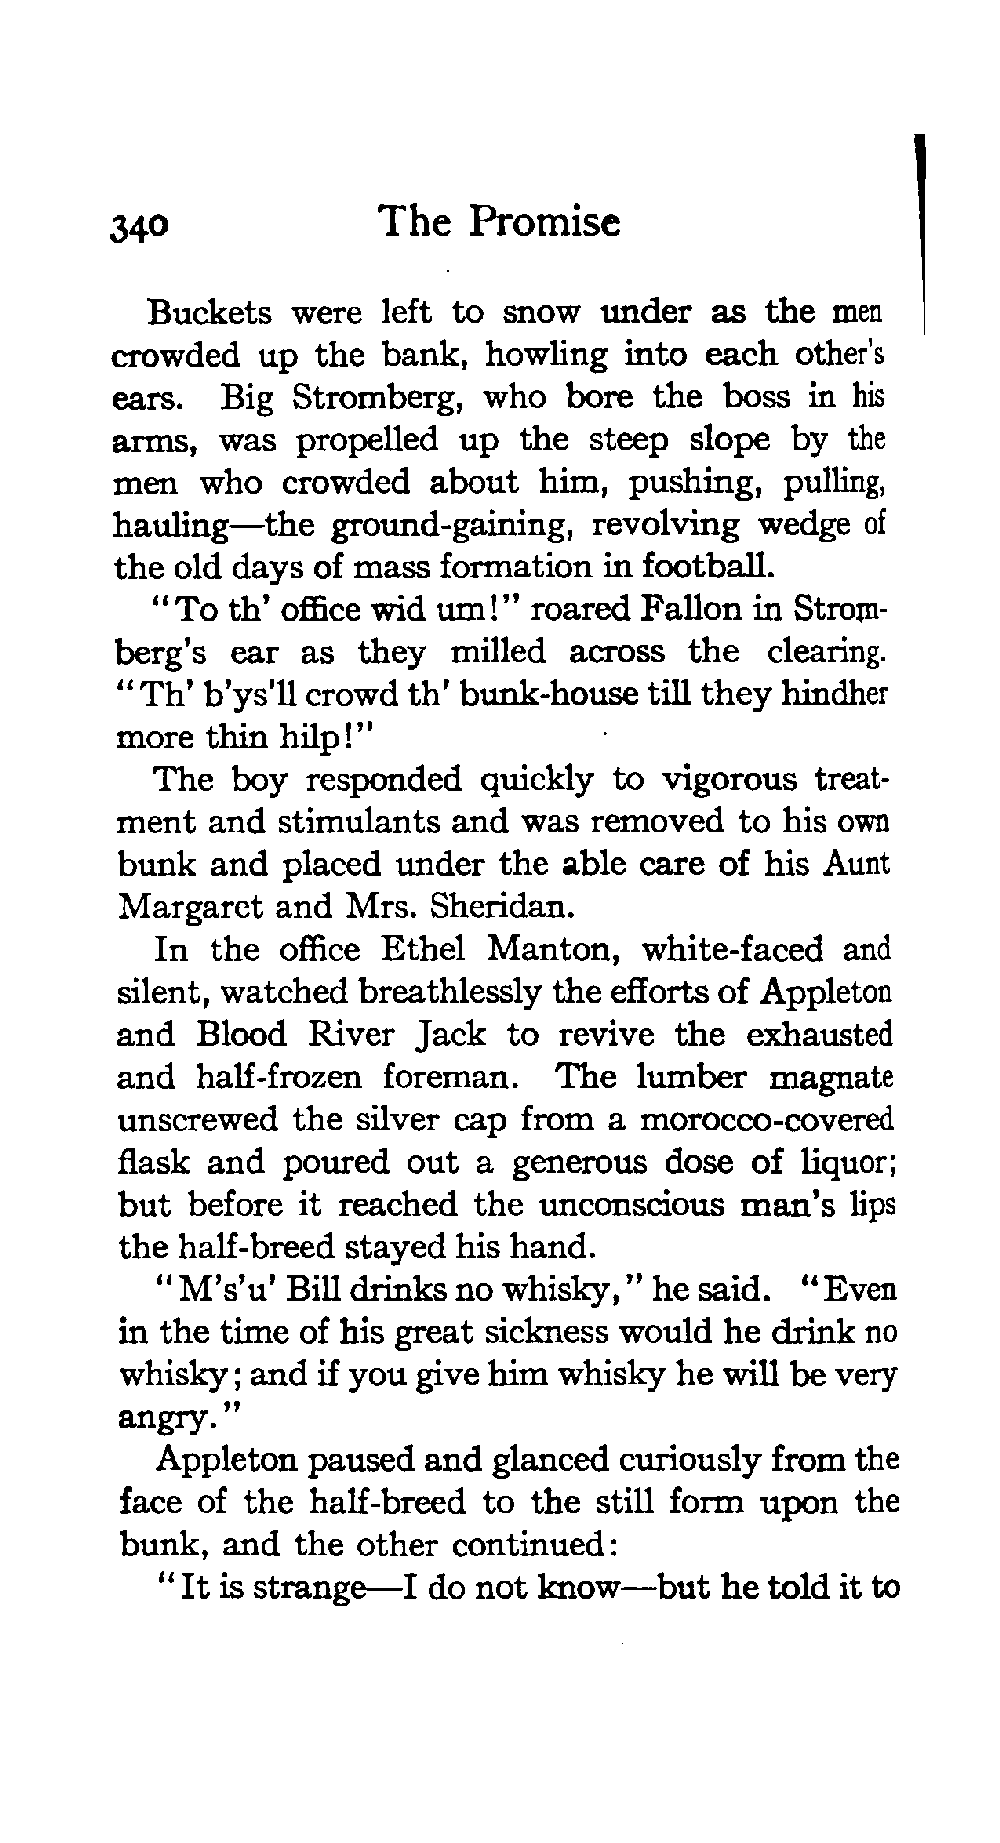 340 The Promise
Buckets were left to snow under as the men
crowded up the bank, howling into each other's
ears. Big Stromberg, who bore the boss in his
arms, was propelled up the steep slope by the
men who crowded about him, pushing, pulling,
hauling—the ground-gaining, revolving wedge of
the old days of mass formation in football.
"To th' office wid um!" roared Fallon in Strom-
berg's ear as they milled across the clearing.
"Th' b'ys'll crowd th' bunk-house till they hindher
more thin hilp!"
The boy responded quickly to vigorous treat-
ment and stimulants and was removed to his own
bunk and placed under the able care of his Aunt
Margaret and Mrs. Sheridan.
In the office Ethel Manton, white-faced and
silent, watched breathlessly the efforts of Appleton
and Blood River Jack to revive the exhausted
and half-frozen foreman. The lumber magnate
unscrewed the silver cap from a morocco-covered
flask and poured out a generous dose of liquor;
but before it reached the unconscious man's lips
the half-breed stayed his hand.
"M's'u' Bill drinks no whisky," he said. "Even
in the time of his great sickness would he drink no
whisky; and if you give him whisky he will be very
angry."
Appleton paused and glanced curiously from the
face of the half-breed to the still form upon the
bunk, and the other continued:
"It is strange—I do not know—but he told it to